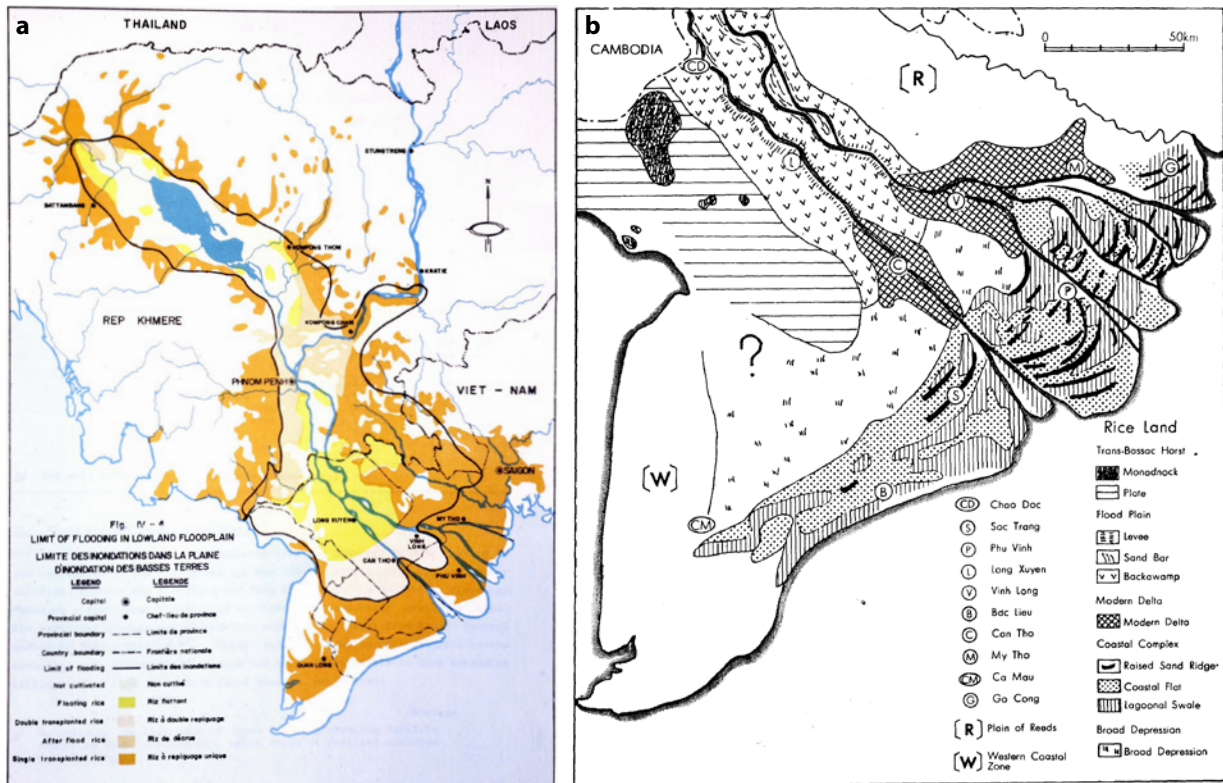 a
THAILAND
LAOS
STUNGTRENG
BATTAMBANG
KOMPONG THOM
KRATIE
REP KHMERE
KOMPONG CHAM
PHNOM PENH
VIET-NAM
SAIGON
LONG XUYEN
MY THO
VINH LONG
CAN THO
PHU VINH
QUAN LONG
Fig. IV - 6
LIMIT OF FLOODING IN LOWLAND FLOODPLAIN
LIMITE DES INONDATIONS DANS LA PLAINE
D'INONDATION DES BASSES TERRES
LEGEND LEGENDE
Capital Capitale
Provincial capital Chef-lieu de province
Provincial boundary Limite de province
Country boundary Frontière nationale
Limit of flooding Limite des inondations
Not cultivated Non cultivé
Floating rice Riz flottant
Double transplanted rice Riz à double repiquage
After flood rice Riz de décrue
Single transplanted rice Riz à repiquage unique
b
CAMBODIA
0 50km
[R]
CD
L
M
G
V
C
P
?
S
[W]
B
CM
CD Chao Doc
S Soc Trang
P Phu Vinh
L Long Xuyen
V Vinh Long
B Bac Lieu
C Can Tho
M My Tho
CM Ca Mau
G Go Cong
[R] Plain of Reeds
[W] Western Coastal
Zone
Rice Land
Trans-Bassac Horst
Monadnock
Plate
Flood Plain
Levee
Sand Bar
Backawamp
Modern Delta
Modern Delta
Coastal Complex
Raised Sand Ridge
Coastal Flat
Lagoonal Swale
Broad Depression
Broad Depression